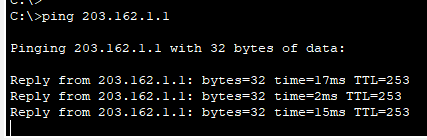 C:\>
C:\>ping 203.162.1.1
Pinging 203.162.1.1 with 32 bytes of data:
Reply from 203.162.1.1: bytes=32 time=17ms TTL=253
Reply from 203.162.1.1: bytes=32 time=2ms TTL=253
Reply from 203.162.1.1: bytes=32 time=15ms TTL=253